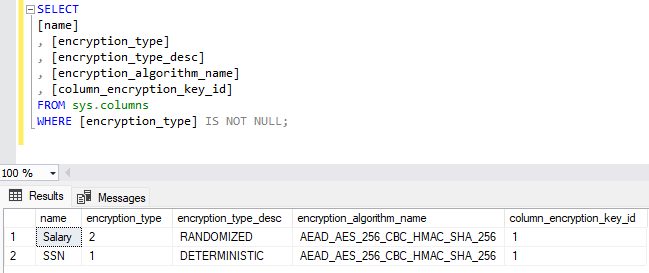 SELECT
[name]
, [encryption_type]
, [encryption_type_desc]
, [encryption_algorithm_name]
, [column_encryption_key_id]
FROM sys.columns
WHERE [encryption_type] IS NOT NULL;
100 %
Results Messages
name encryption_type encryption_type_desc encryption_algorithm_name column_encryption_key_id
1 Salary 2 RANDOMIZED AEAD_AES_256_CBC_HMAC_SHA_256 1
2 SSN 1 DETERMINISTIC AEAD_AES_256_CBC_HMAC_SHA_256 1